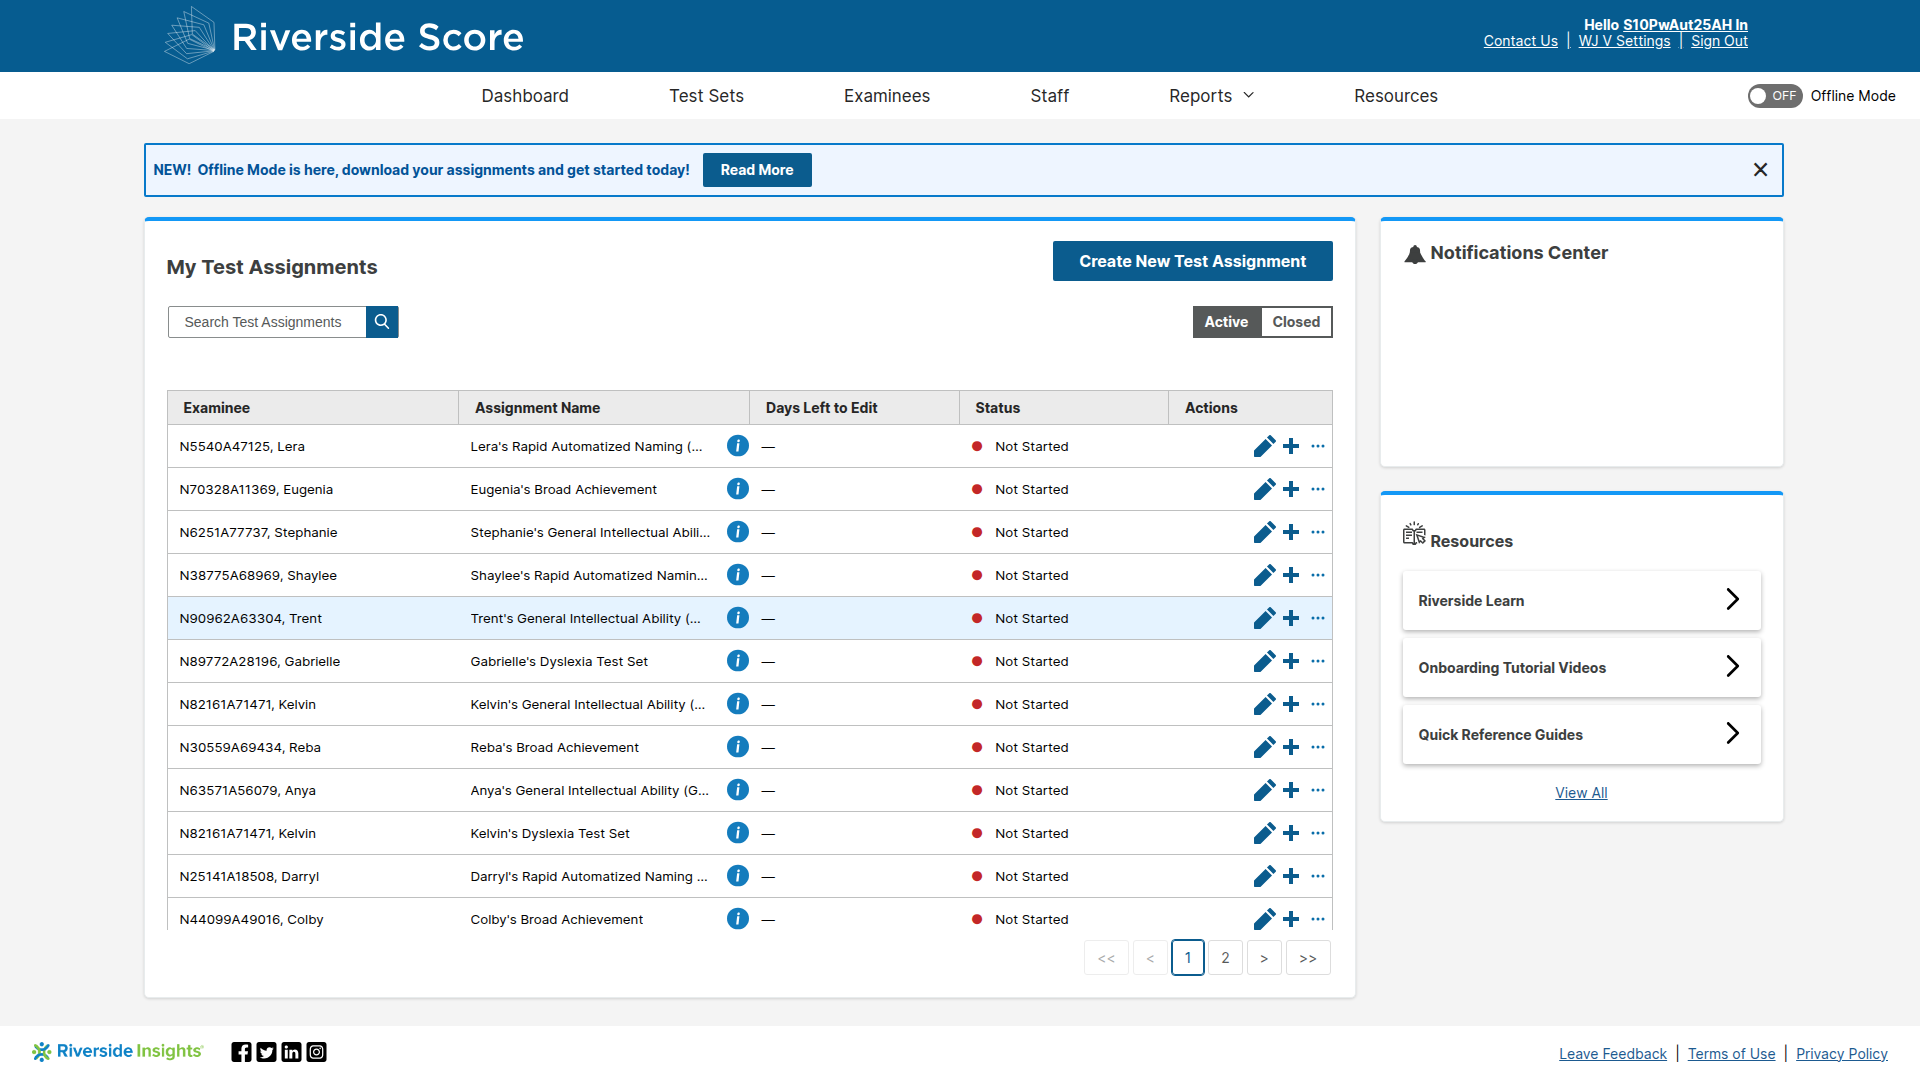 Riverside Score
Hello S10PwAut25AH In
Contact Us | WJ V Settings | Sign Out
Dashboard Test Sets Examinees Staff Reports Resources OFF Offline Mode
NEW! Offline Mode is here, download your assignments and get started today! Read More
My Test Assignments
Create New Test Assignment
Search Test Assignments
Active Closed
Examinee Assignment Name Days Left to Edit Status Actions
N5540A47125, Lera Lera's Rapid Automatized Naming (... i — Not Started ...
N70328A11369, Eugenia Eugenia's Broad Achievement i — Not Started ...
N6251A77737, Stephanie Stephanie's General Intellectual Abili... i — Not Started ...
N38775A68969, Shaylee Shaylee's Rapid Automatized Namin... i — Not Started ...
N90962A63304, Trent Trent's General Intellectual Ability (... i — Not Started ...
N89772A28196, Gabrielle Gabrielle's Dyslexia Test Set i — Not Started ...
N82161A71471, Kelvin Kelvin's General Intellectual Ability (... i — Not Started ...
N30559A69434, Reba Reba's Broad Achievement i — Not Started ...
N63571A56079, Anya Anya's General Intellectual Ability (G... i — Not Started ...
N82161A71471, Kelvin Kelvin's Dyslexia Test Set i — Not Started ...
N25141A18508, Darryl Darryl's Rapid Automatized Naming ... i — Not Started ...
N44099A49016, Colby Colby's Broad Achievement i — Not Started ...
<< < 1 2 > >>
Notifications Center
Resources
Riverside Learn
Onboarding Tutorial Videos
Quick Reference Guides
View All
Riverside Insights
Leave Feedback | Terms of Use | Privacy Policy